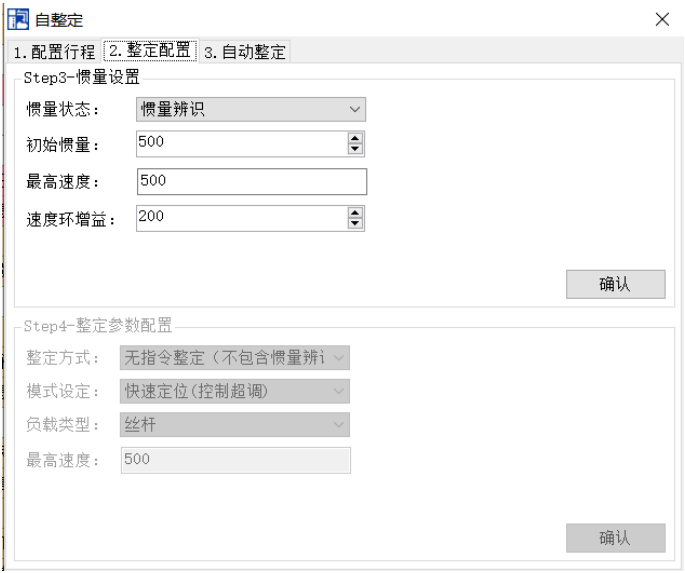 自整定
1.配置行程 2.整定配置 3.自动整定
Step3-惯量设置
惯量状态： 惯量辨识
初始惯量： 500
最高速度： 500
速度环增益： 200
确认
Step4-整定参数配置
整定方式： 无指令整定（不包含惯量辨i
模式设定： 快速定位(控制超调)
负载类型： 丝杆
最高速度： 500
确认